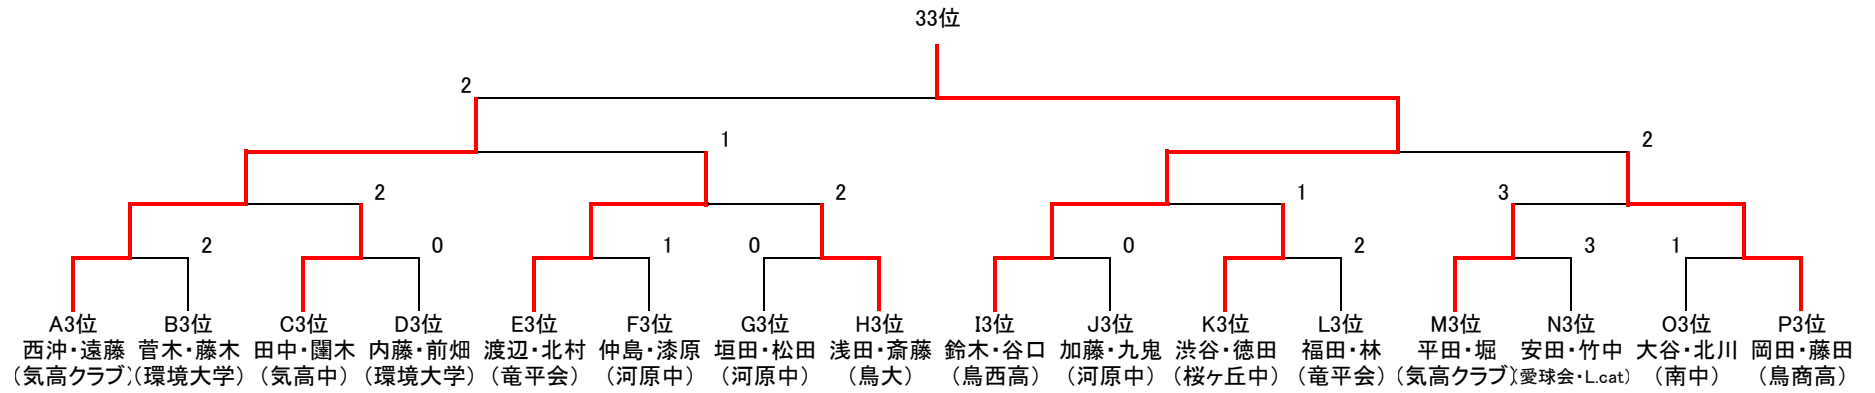 33位
2
1 2
2 2 1 3
2 0 1 0 0 2 3 1
A3位 B3位 C3位 D3位 E3位 F3位 G3位 H3位 I3位 J3位 K3位 L3位 M3位 N3位 O3位 P3位
西沖・遠藤 菅木・藤木 田中・闥木 内藤・前畑 渡辺・北村 仲島・漆原 垣田・松田 浅田・斎藤 鈴木・谷口 加藤・九鬼 渋谷・徳田 福田・林 平田・堀 安田・竹中 大谷・北川 岡田・藤田
(気高クラブ) (環境大学) (気高中) (環境大学) (竜平会) (河原中) (河原中) (鳥大) (鳥西高) (河原中) (桜ヶ丘中) (竜平会) (気高クラブ) (愛球会・L.cat) (南中) (鳥商高)